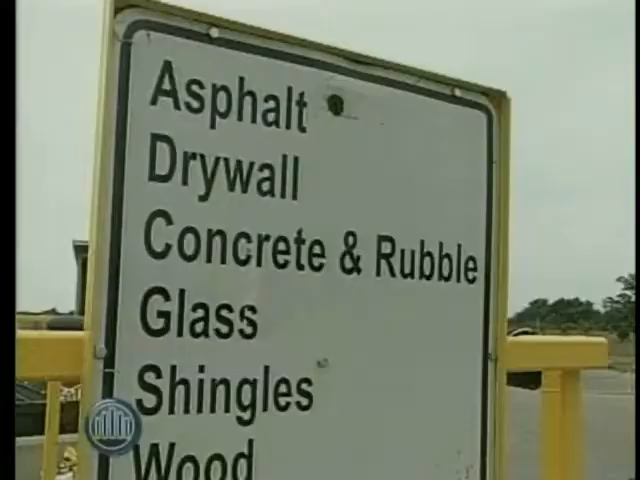 Asphalt
Drywall
Concrete & Rubble
Glass
Shingles
Wood